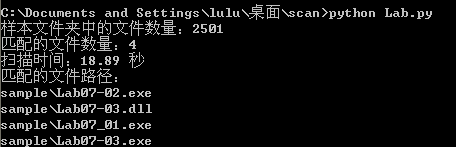 C:\Documents and Settings\lulu\桌面\scan>python Lab.py
样本文件夹中的文件数量：2501
匹配的文件数量：4
扫描时间：18.89 秒
匹配的文件路径：
sample\Lab07-02.exe
sample\Lab07-03.dll
sample\Lab07_01.exe
sample\Lab07-03.exe